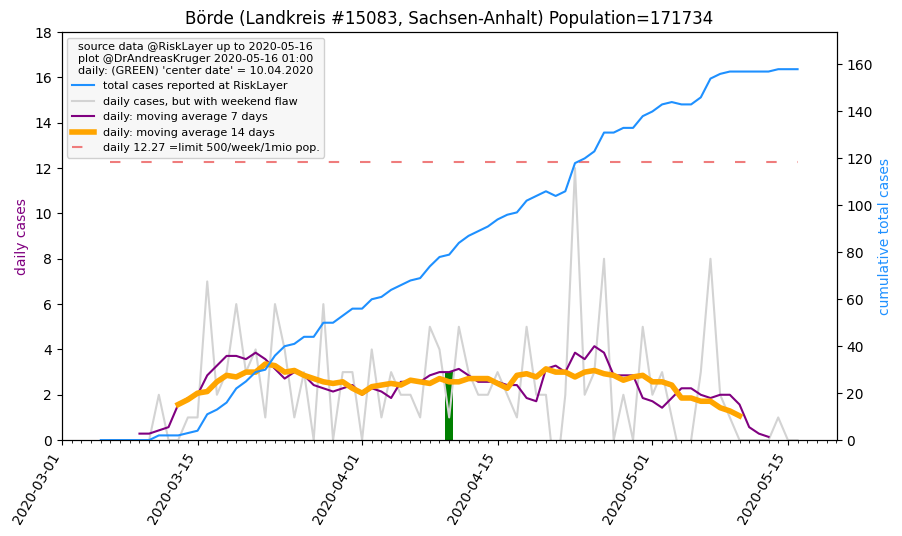 Börde (Landkreis #15083, Sachsen-Anhalt) Population=171734
source data @RiskLayer up to 2020-05-16
plot @DrAndreasKruger 2020-05-16 01:00
daily: (GREEN) 'center date' = 10.04.2020
total cases reported at RiskLayer
daily cases, but with weekend flaw
daily: moving average 7 days
daily: moving average 14 days
daily 12.27 =limit 500/week/1mio pop.
daily cases
18
16
14
12
10
8
6
4
2
0
160
140
120
100
80
60
40
20
0
cumulative total cases
2020-03-01
2020-03-15
2020-04-01
2020-04-15
2020-05-01
2020-05-15